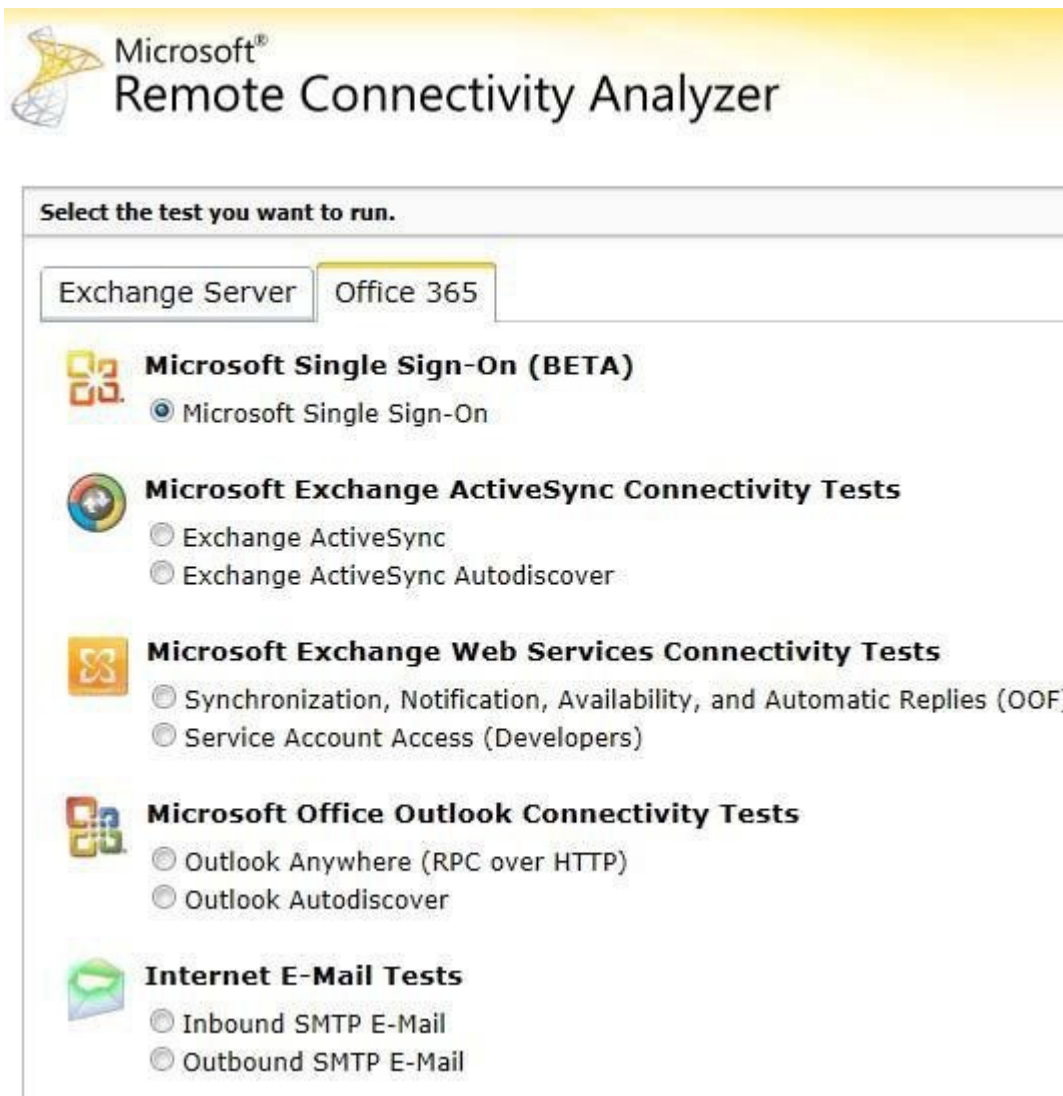 Microsoft®
Remote Connectivity Analyzer
Select the test you want to run.
Exchange Server
Office 365
Microsoft Single Sign-On (BETA)
Microsoft Single Sign-On
Microsoft Exchange ActiveSync Connectivity Tests
Exchange ActiveSync
Exchange ActiveSync Autodiscover
Microsoft Exchange Web Services Connectivity Tests
Synchronization, Notification, Availability, and Automatic Replies (OOF)
Service Account Access (Developers)
Microsoft Office Outlook Connectivity Tests
Outlook Anywhere (RPC over HTTP)
Outlook Autodiscover
Internet E-Mail Tests
Inbound SMTP E-Mail
Outbound SMTP E-Mail